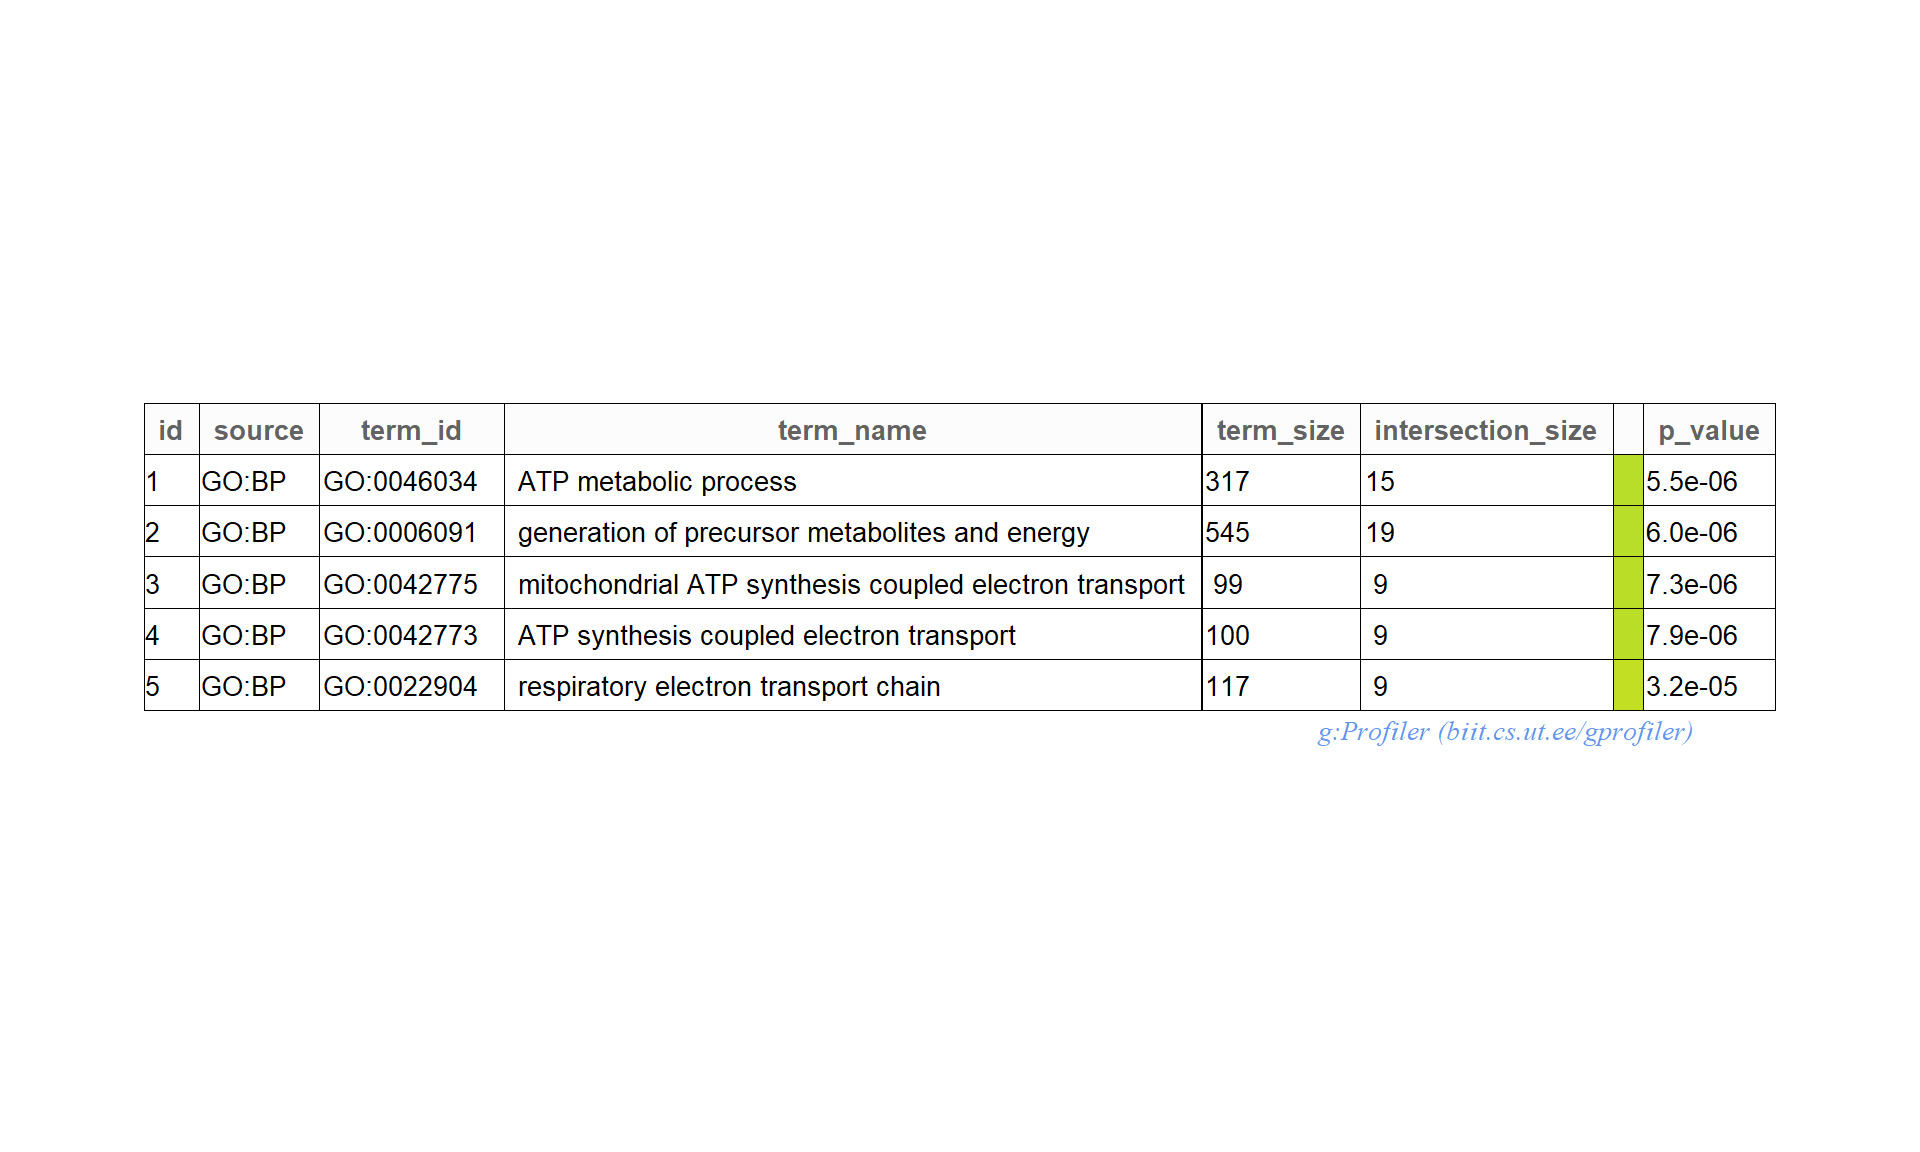 id source term_id term_name term_size intersection_size p_value
1 GO:BP GO:0046034 ATP metabolic process 317 15 5.5e-06
2 GO:BP GO:0006091 generation of precursor metabolites and energy 545 19 6.0e-06
3 GO:BP GO:0042775 mitochondrial ATP synthesis coupled electron transport 99 9 7.3e-06
4 GO:BP GO:0042773 ATP synthesis coupled electron transport 100 9 7.9e-06
5 GO:BP GO:0022904 respiratory electron transport chain 117 9 3.2e-05
g:Profiler (biit.cs.ut.ee/gprofiler)